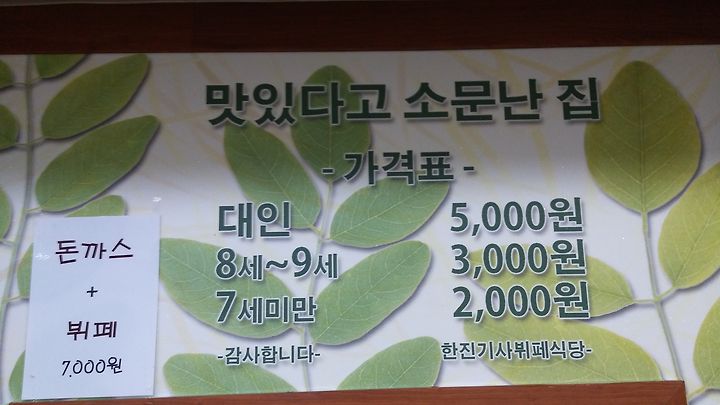 맛있다고 소문난 집
- 가격표 -
대인 5,000원
8세~9세 3,000원
7세미만 2,000원
-감사합니다- 한진기사뷔페식당-
돈까스
+
뷔페
7,000원